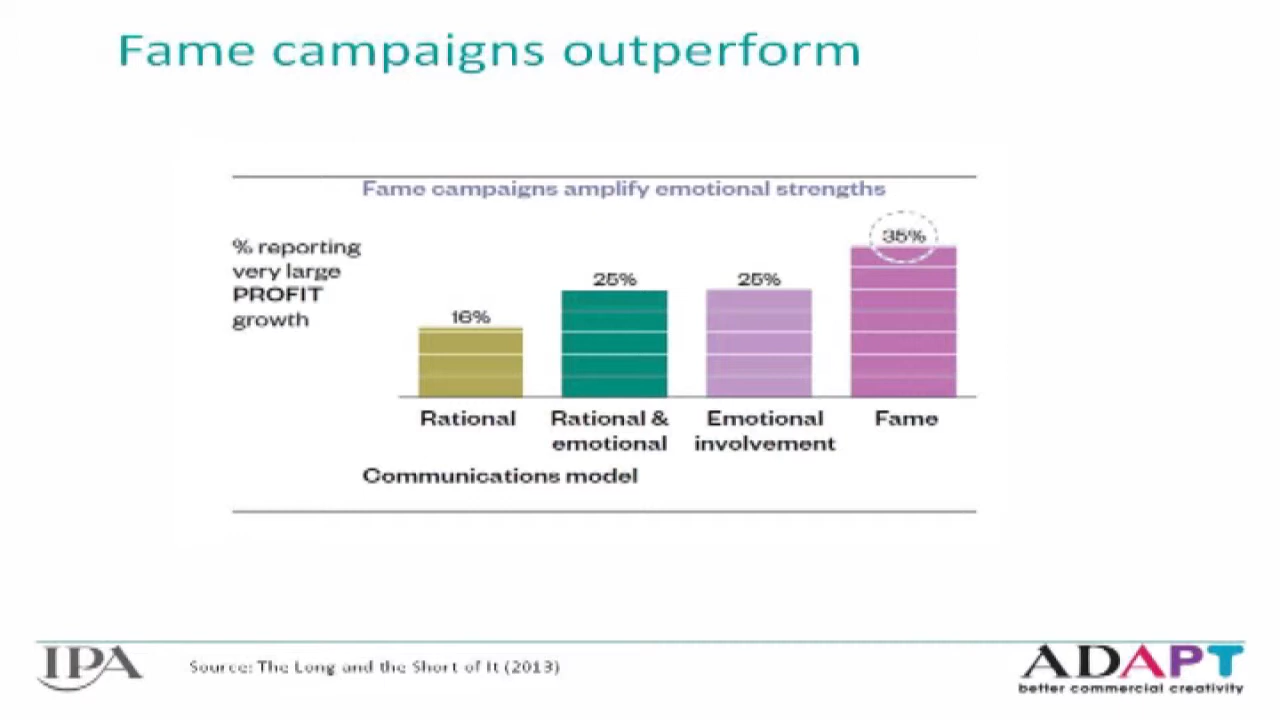 Fame campaigns outperform
Fame campaigns amplify emotional strengths
% reporting
very large
PROFIT
growth
16%
25%
25%
35%
Rational
Rational &
emotional
Emotional
involvement
Fame
Communications model
IPA
Source: The Long and the Short of It (2013)
ADAPT
better commercial creativity